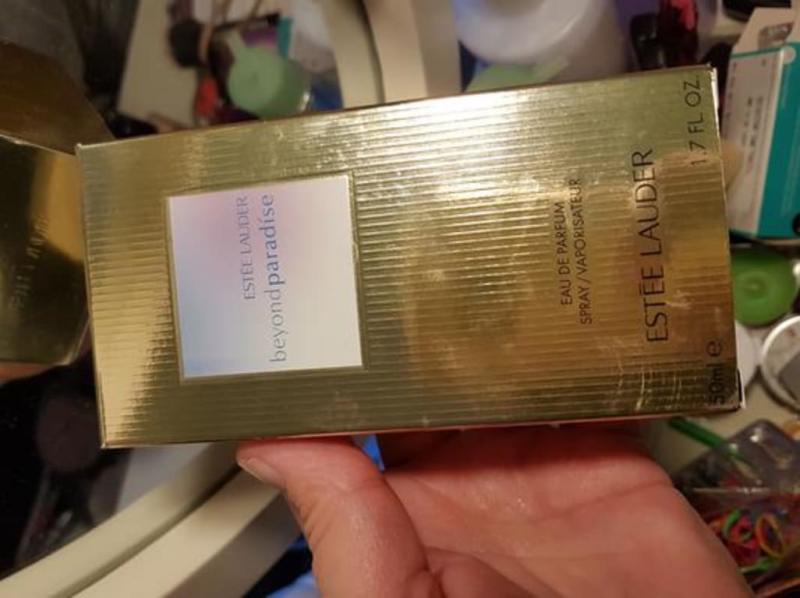 ESTĒE LAUDER
beyondparadise
EAU DE PARFUM
SPRAY/VAPORISATEUR
ESTĒE LAUDER
50ml e 1.7 FL. OZ.